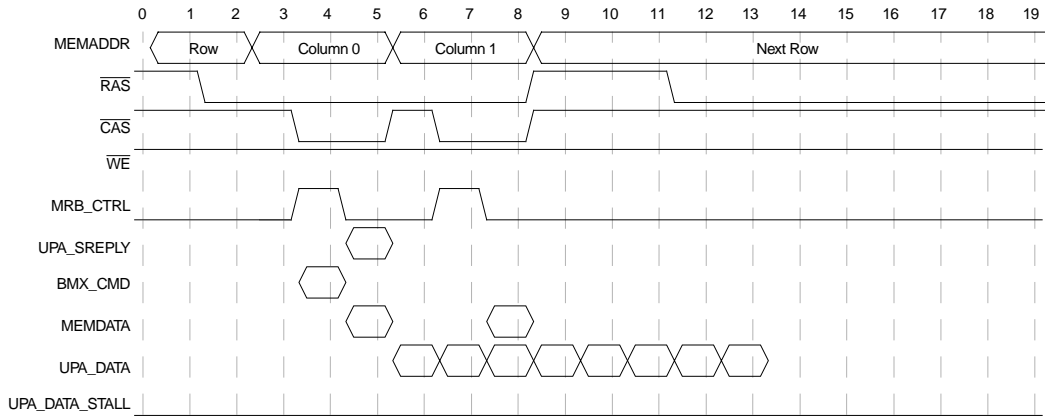 0 1 2 3 4 5 6 7 8 9 10 11 12 13 14 15 16 17 18 19
MEMADDR Row Column 0 Column 1 Next Row
RAS
CAS
WE
MRB_CTRL
UPA_SREPLY
BMX_CMD
MEMDATA
UPA_DATA
UPA_DATA_STALL